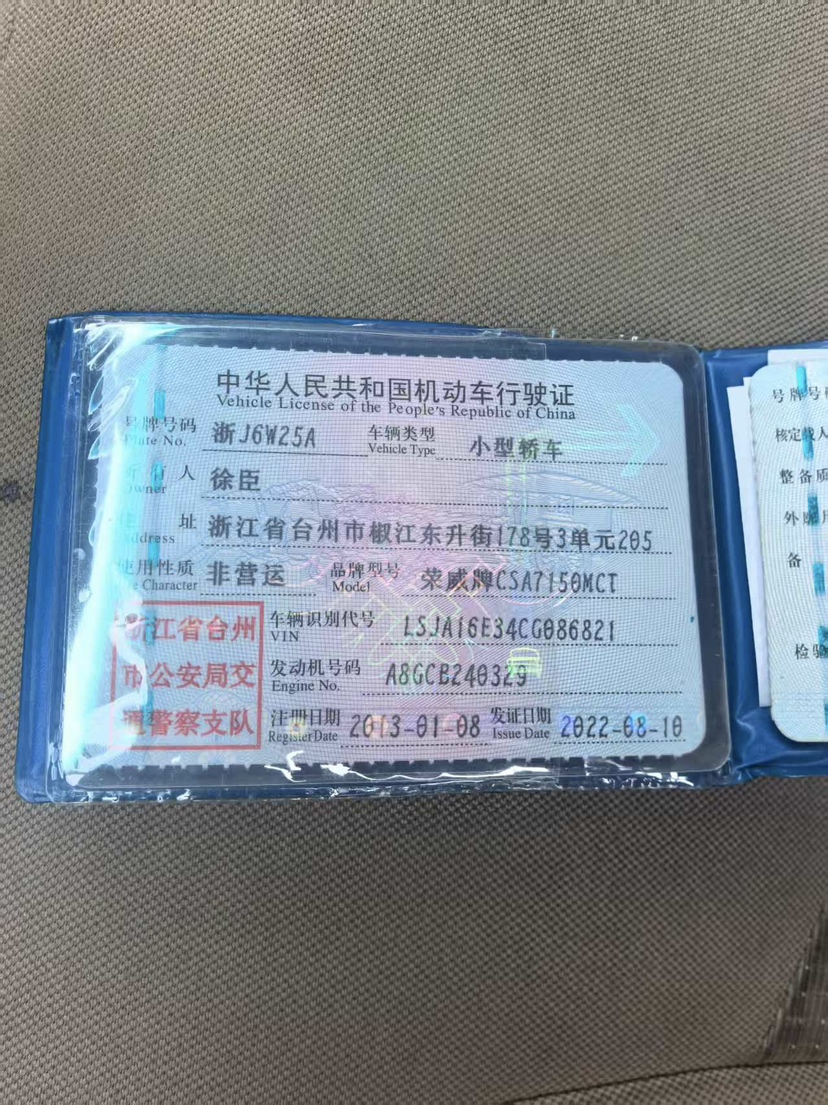 中华人民共和国机动车行驶证
Vehicle License of the People's Republic of China
号牌号码 浙J6W25A 车辆类型 小型轿车
Plate No. Vehicle Type
所有人 徐臣
Owner
住址 浙江省台州市椒江东升街178号3单元205
Address
使用性质 非营运 品牌型号 荣威牌CSA7150MCT
Use Character Model
浙江省台州 车辆识别代号 LSJA16E34CG086821
VIN
市公安局交 发动机号码 A8GCB240329
Engine No.
通警察支队 注册日期 2013-01-08 发证日期 2022-08-10
Register Date Issue Date
号牌号
核定载人
整备质
外廓
备
检验